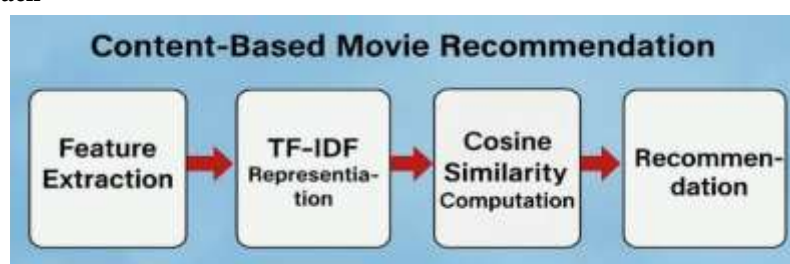 Content-Based Movie Recommendation
Feature
Extraction
TF-IDF
Representia-
tion
Cosine
Similarity
Computation
Recommen-
dation